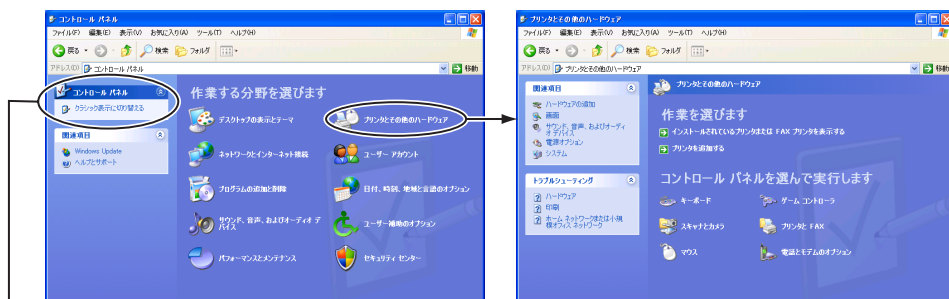 コントロール パネル
ファイル(F) 編集(E) 表示(V) お気に入り(A) ツール(T) ヘルプ(H)
戻る 検索 フォルダ
アドレス(D) コントロール パネル 移動
コントロール パネル
クラシック表示に切り替える
関連項目
Windows Update
ヘルプとサポート
作業する分野を選びます
デスクトップの表示とテーマ
プリンタとその他のハードウェア
ネットワークとインターネット接続
ユーザー アカウント
プログラムの追加と削除
日付、時刻、地域と言語のオプション
サウンド、音声、およびオーディオ デバイス
ユーザー補助のオプション
パフォーマンスとメンテナンス
セキュリティ センター
プリンタとその他のハードウェア
ファイル(F) 編集(E) 表示(V) お気に入り(A) ツール(T) ヘルプ(H)
戻る 検索 フォルダ
アドレス(D) プリンタとその他のハードウェア 移動
関連項目
ハードウェアの追加
画面
サウンド、音声、およびオーディオ デバイス
電源オプション
システム
トラブルシューティング
ハードウェア
印刷
ホーム ネットワークまたは小規模オフィス ネットワーク
プリンタとその他のハードウェア
作業を選びます
インストールされているプリンタまたは FAX プリンタを表示する
プリンタを追加する
コントロール パネルを選んで実行します
キーボード
ゲーム コントローラ
スキャナとカメラ
プリンタと FAX
マウス
電話とモデムのオプション